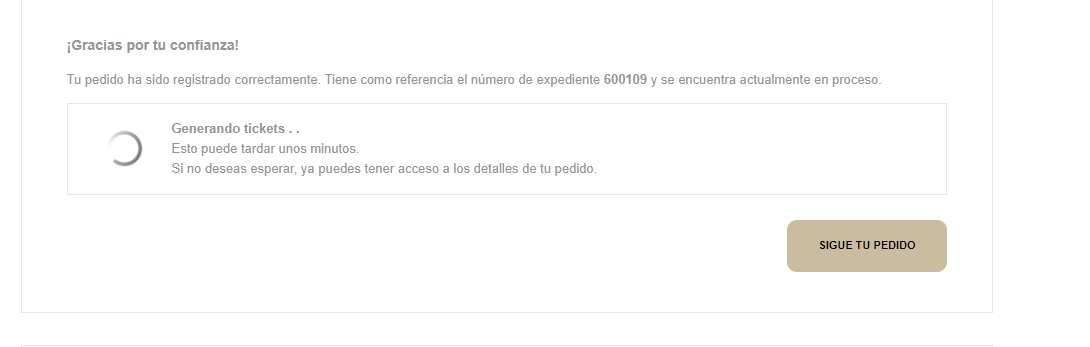 ¡Gracias por tu confianza!
Tu pedido ha sido registrado correctamente. Tiene como referencia el número de expediente 600109 y se encuentra actualmente en proceso.
Generando tickets . .
Esto puede tardar unos minutos.
Si no deseas esperar, ya puedes tener acceso a los detalles de tu pedido.
SIGUE TU PEDIDO